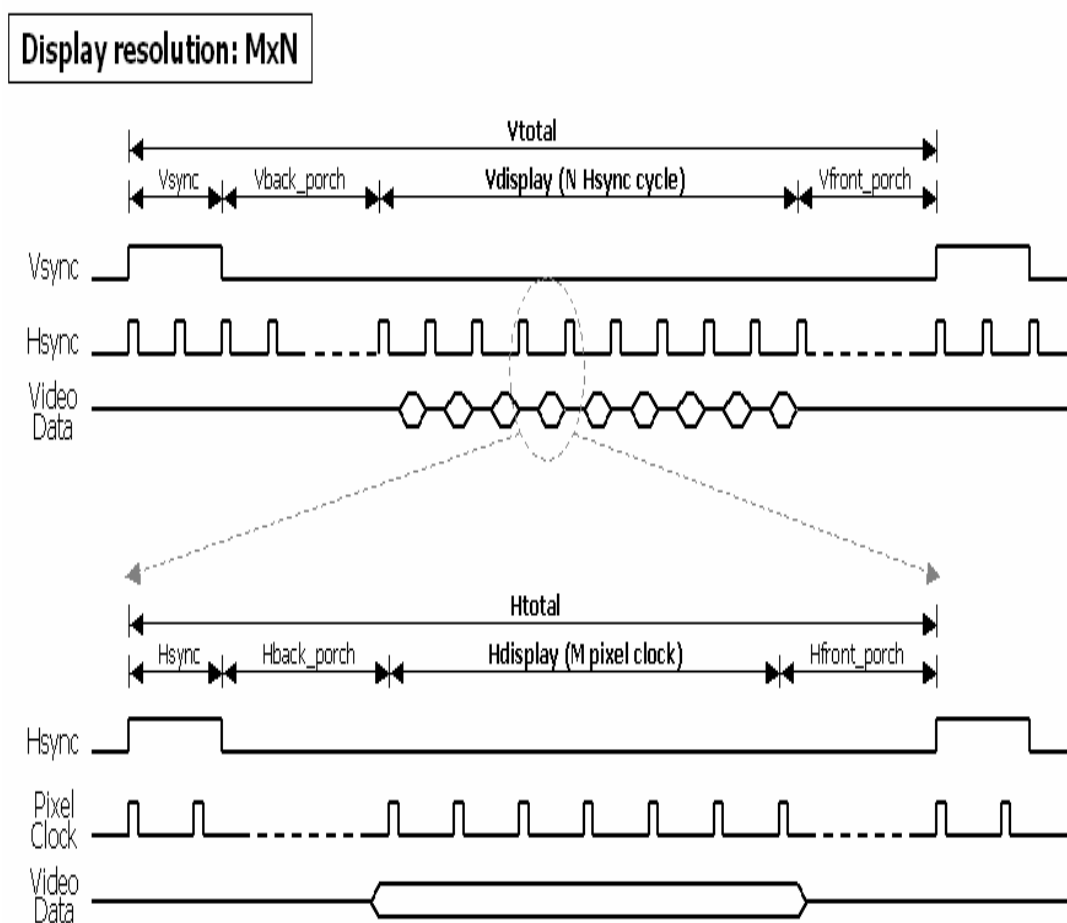 Display resolution: MxN
Vtotal
Vsync Vback_porch Vdisplay (N Hsync cycle) Vfront_porch
Vsync
Hsync
Video
Data
Htotal
Hsync Hback_porch Hdisplay (M pixel clock) Hfront_porch
Hsync
Pixel
Clock
Video
Data